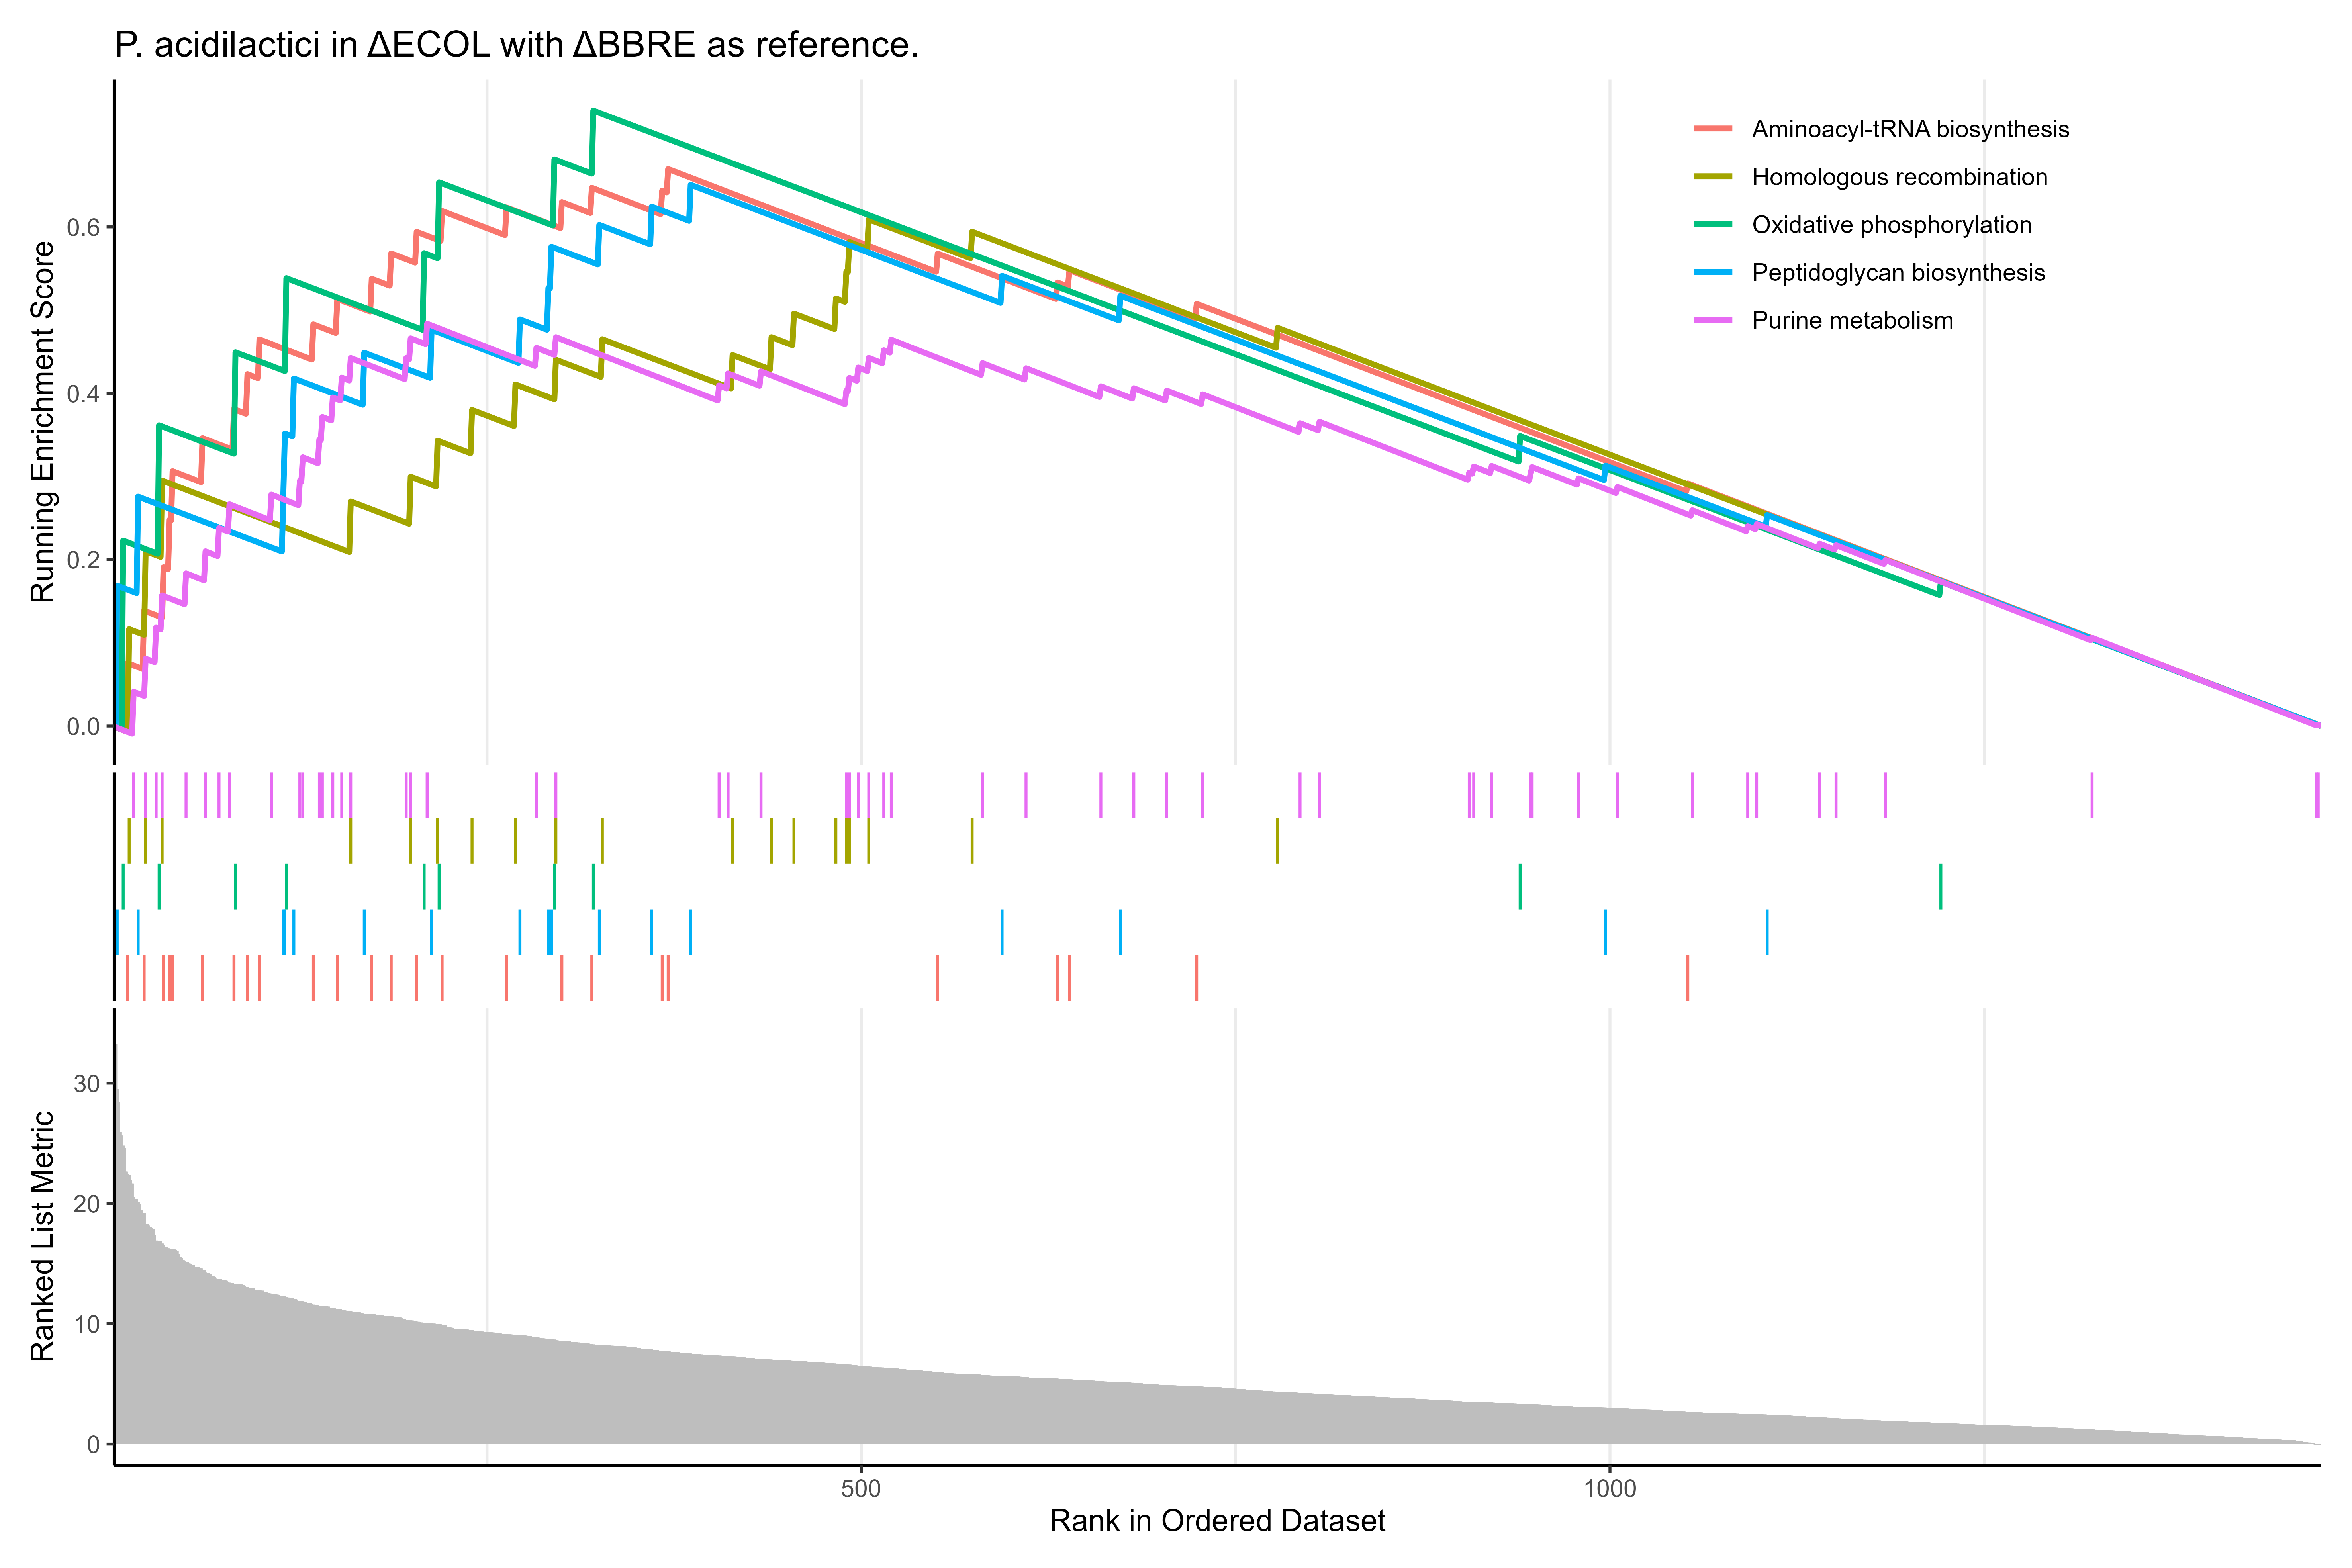 P. acidilactici in ΔECOL with ΔBBRE as reference.
Running Enrichment Score
0.6
0.4
0.2
0.0
Aminoacyl-tRNA biosynthesis
Homologous recombination
Oxidative phosphorylation
Peptidoglycan biosynthesis
Purine metabolism
Ranked List Metric
30
20
10
0
500
1000
Rank in Ordered Dataset